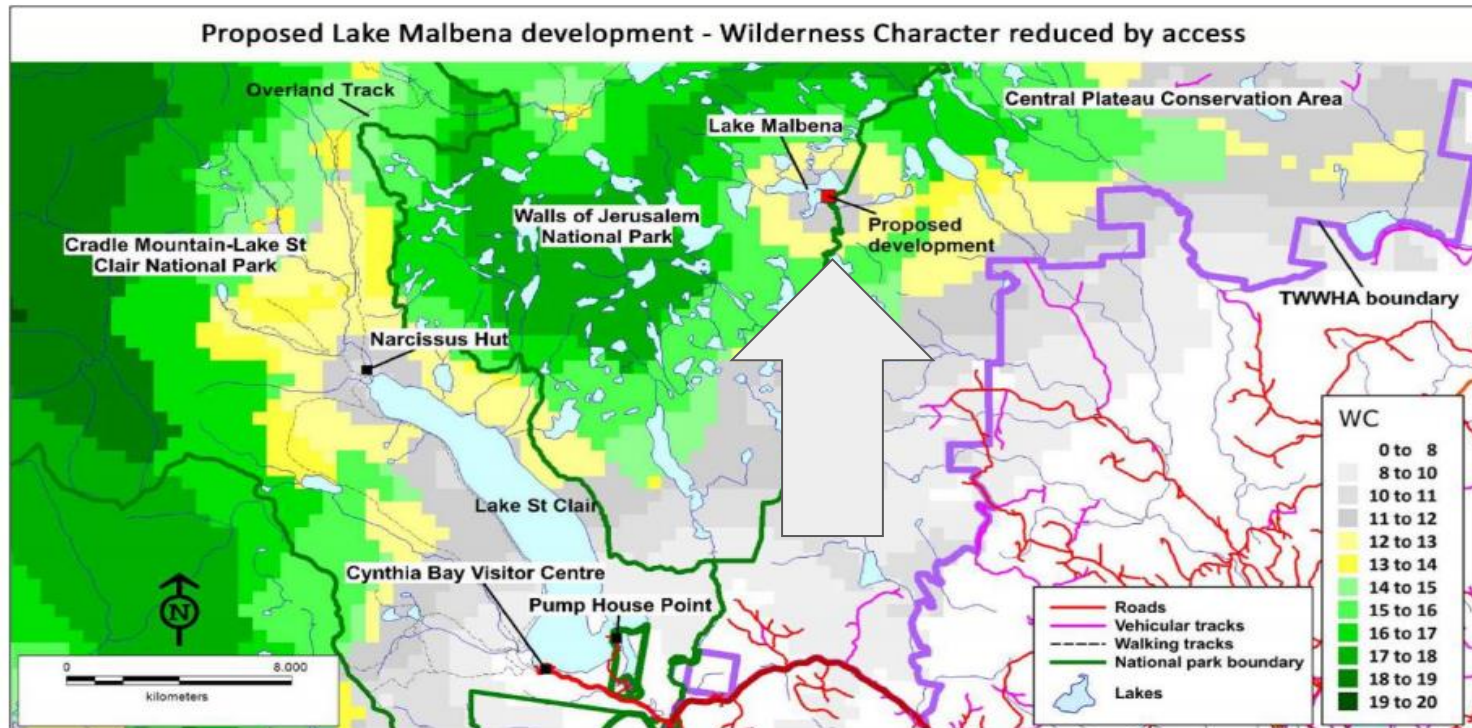 Proposed Lake Malbena development - Wilderness Character reduced by access
Overland Track
Central Plateau Conservation Area
Lake Malbena
Walls of Jerusalem
National Park
Proposed
development
Cradle Mountain-Lake St
Clair National Park
TWWHA boundary
Narcissus Hut
Lake St Clair
Cynthia Bay Visitor Centre
Pump House Point
N
0 8.000
kilometers
Roads
Vehicular tracks
Walking tracks
National park boundary
Lakes
WC
0 to 8
8 to 10
10 to 11
11 to 12
12 to 13
13 to 14
14 to 15
15 to 16
16 to 17
17 to 18
18 to 19
19 to 20